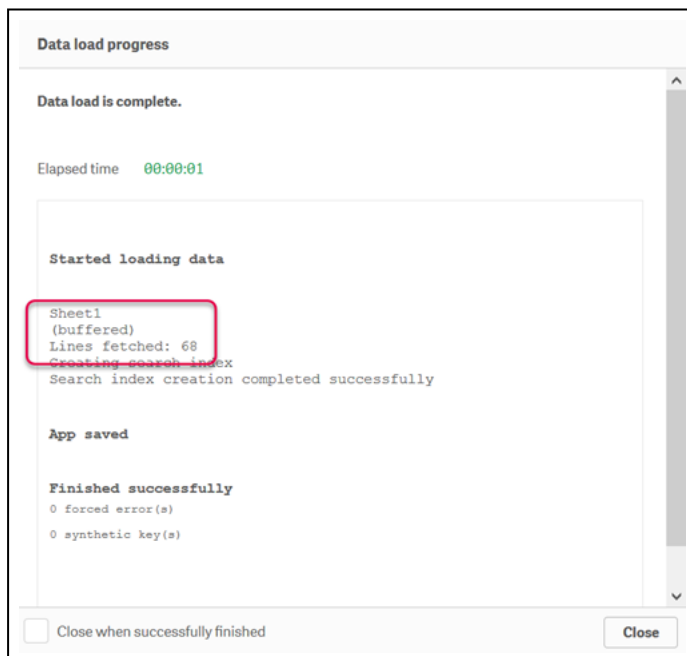 Data load progress
Data load is complete.
Elapsed time 00:00:01
Started loading data
Sheet1
(buffered)
Lines fetched: 68
Creating search index
Search index creation completed successfully
App saved
Finished successfully
0 forced error(s)
0 synthetic key(s)
Close when successfully finished
Close